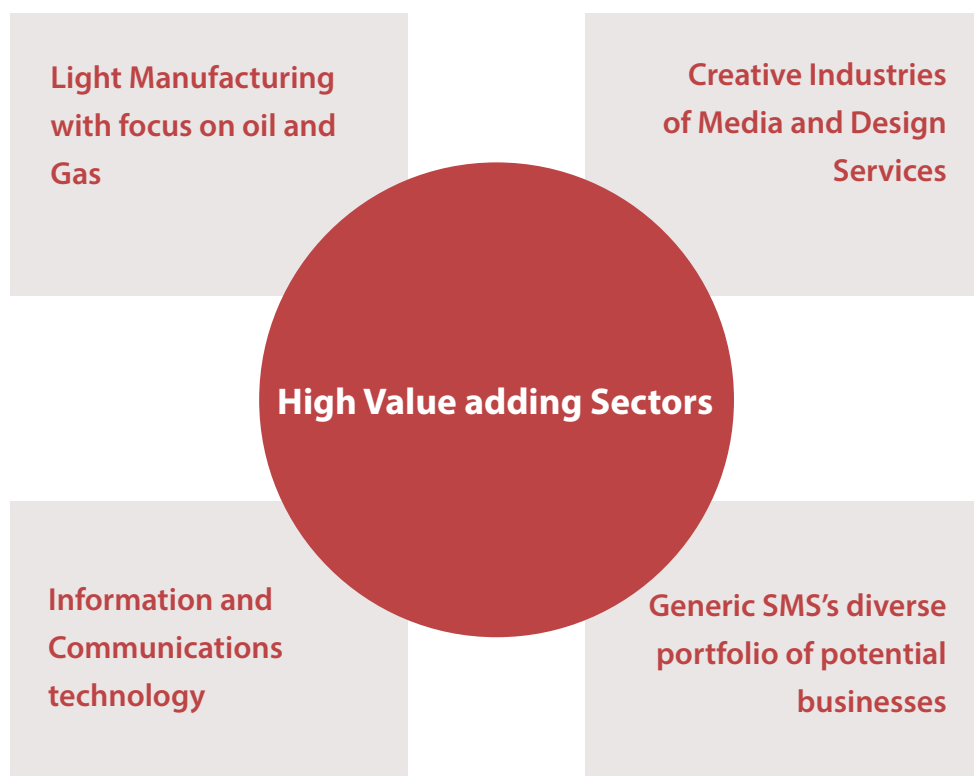 Light Manufacturing
with focus on oil and
Gas
Creative Industries
of Media and Design
Services
High Value adding Sectors
Information and
Communications
technology
Generic SMS’s diverse
portfolio of potential
businesses